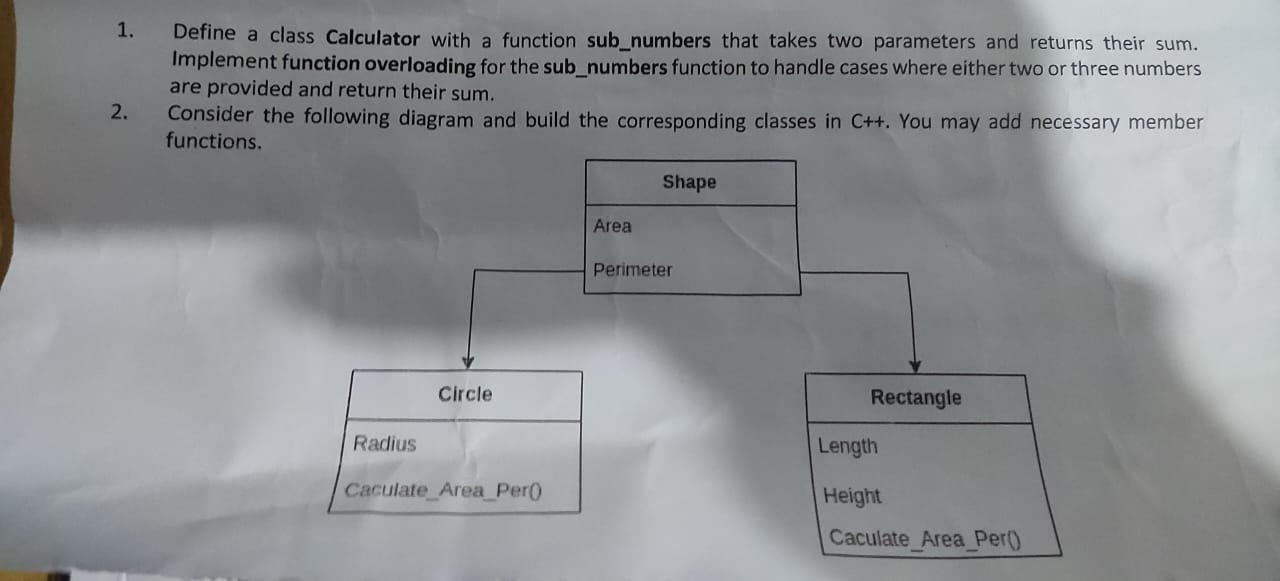 1. Define a class Calculator with a function sub_numbers that takes two parameters and returns their sum.
Implement function overloading for the sub_numbers function to handle cases where either two or three numbers
are provided and return their sum.
2. Consider the following diagram and build the corresponding classes in C++. You may add necessary member
functions.
Shape
Area
Perimeter
Circle
Radius
Caculate_Area_Per()
Rectangle
Length
Height
Caculate_Area_Per()